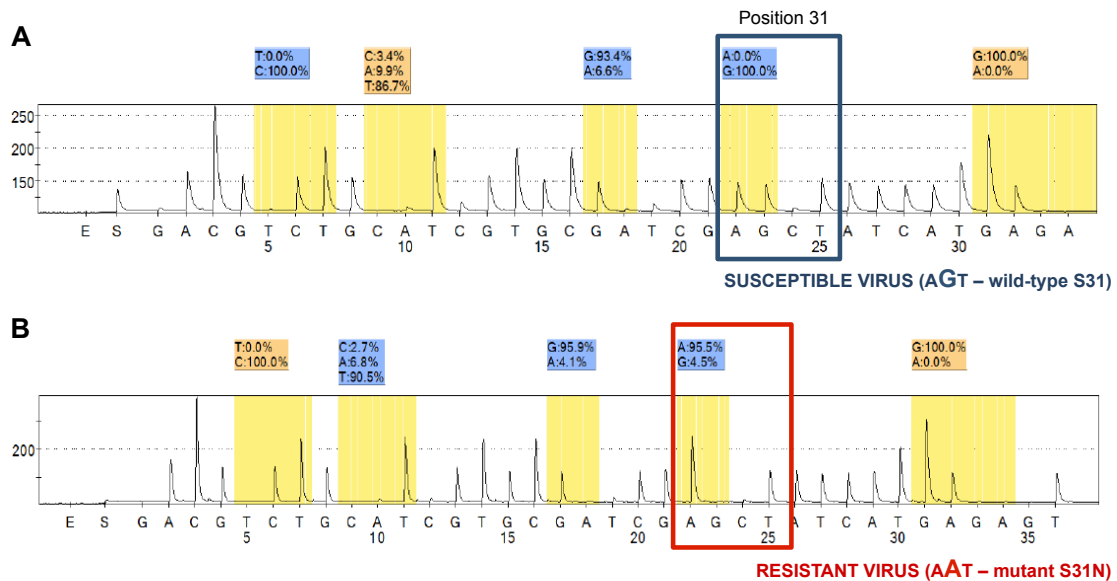 Position 31
A
T:0.0%
C:100.0%
C:3.4%
A:9.9%
T:86.7%
G:93.4%
A:6.6%
A:0.0%
G:100.0%
G:100.0%
A:0.0%
250
200
150
E S G A C G T C T G C A T C G T G C G A T C G A G C T A T C A T G A G A
5 10 15 20 25 30
SUSCEPTIBLE VIRUS (AGT – wild-type S31)
B
T:0.0%
C:100.0%
C:2.7%
A:6.8%
T:90.5%
G:95.9%
A:4.1%
A:95.5%
G:4.5%
G:100.0%
A:0.0%
200
E S G A C G T C T G C A T C G T G C G A T C G A G C T A T C A T G A G A G T
5 10 15 20 25 30 35
RESISTANT VIRUS (AAT – mutant S31N)